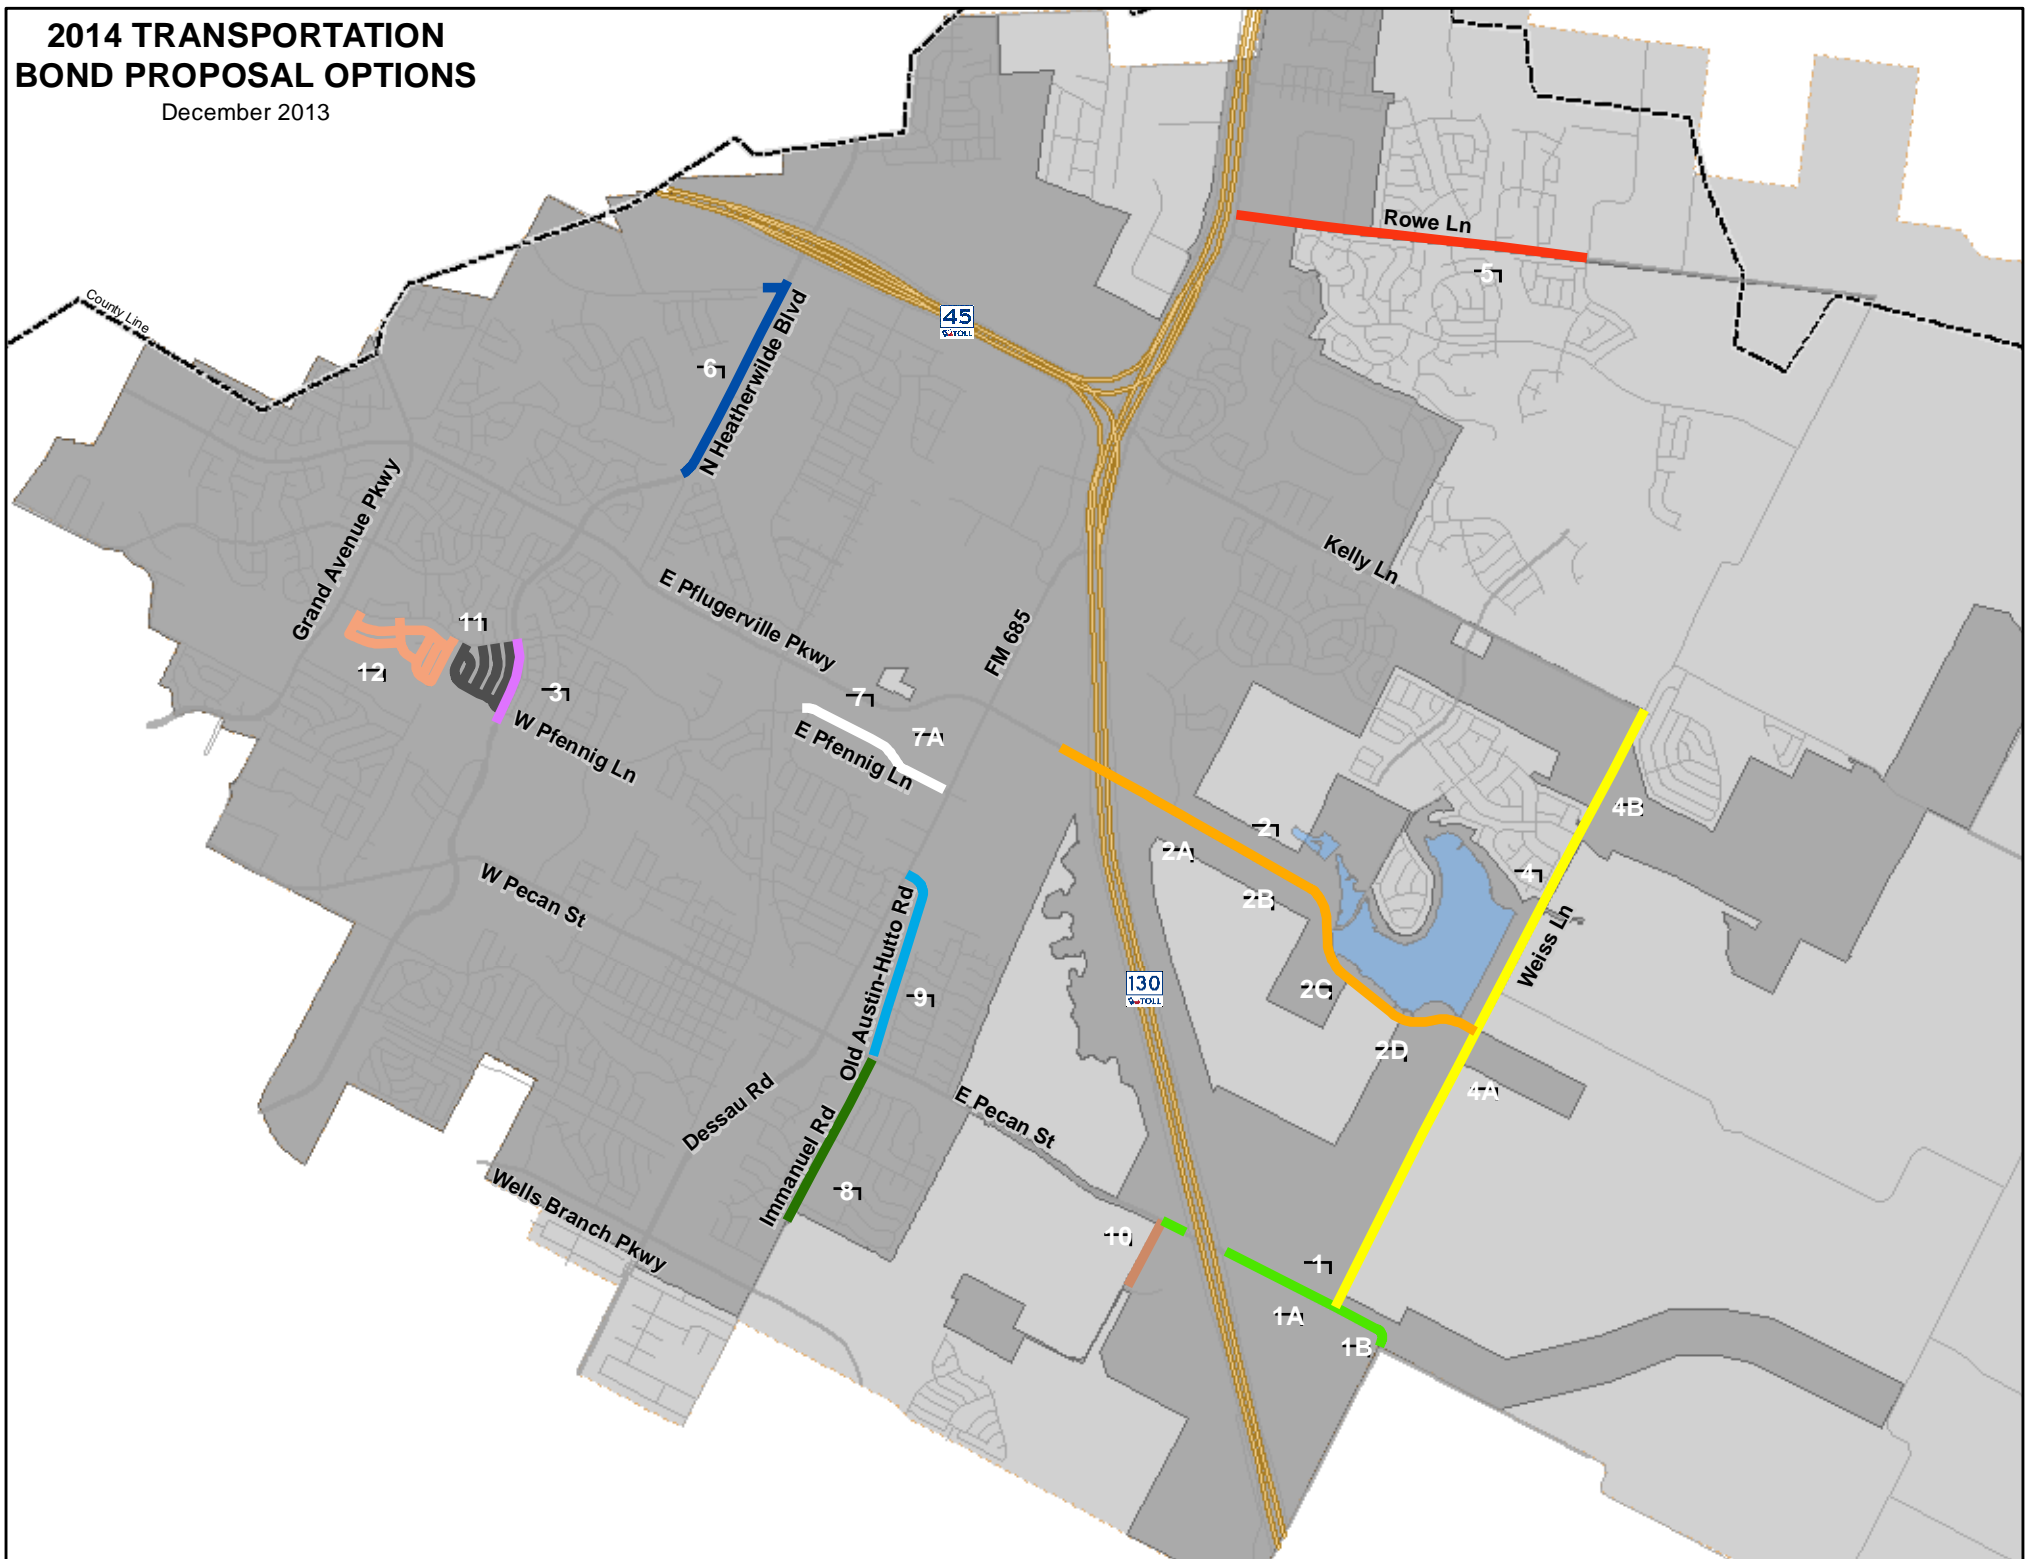 2014 TRANSPORTATION
BOND PROPOSAL OPTIONS
December 2013
County Line
Rowe Ln
5
45
TOLL
N Heatherwilde Blvd
6
Grand Avenue Pkwy
Kelly Ln
E Pflugerville Pkwy
FM 685
11
12
3
W Pfennig Ln
7
7A
E Pfennig Ln
4B
2
2A
2B
4
W Pecan St
Old Austin-Hutto Rd
9
Weiss Ln
2C
130
TOLL
2D
4A
Dessau Rd
E Pecan St
Immanuel Rd
8
Wells Branch Pkwy
10
1
1A
1B